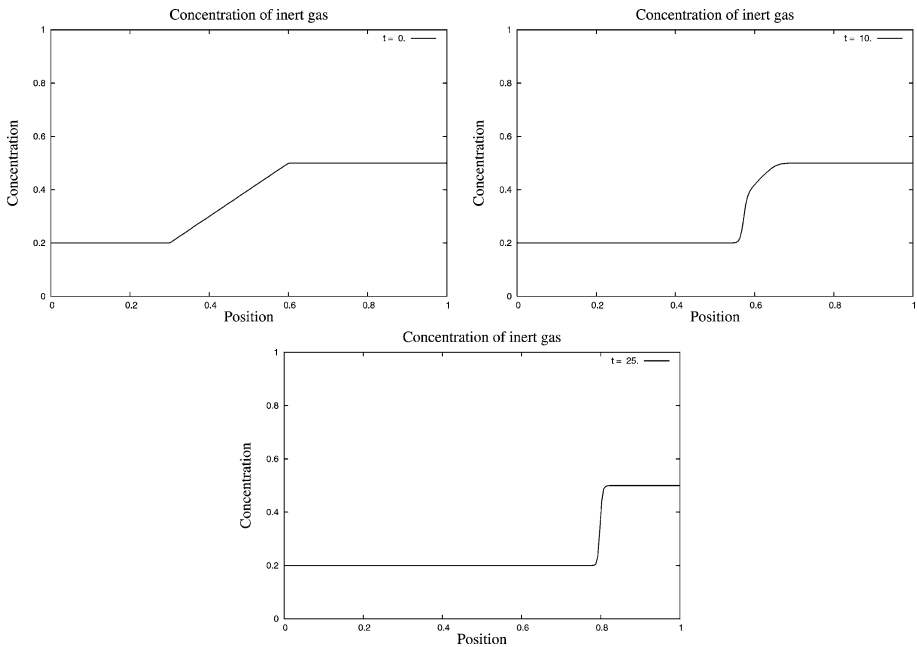 Concentration of inert gas
t = 0.
1
0.8
0.6
0.4
0.2
0
Concentration
0 0.2 0.4 0.6 0.8 1
Position
Concentration of inert gas
t = 10.
1
0.8
0.6
0.4
0.2
0
Concentration
0 0.2 0.4 0.6 0.8 1
Position
Concentration of inert gas
t = 25.
1
0.8
0.6
0.4
0.2
0
Concentration
0 0.2 0.4 0.6 0.8 1
Position